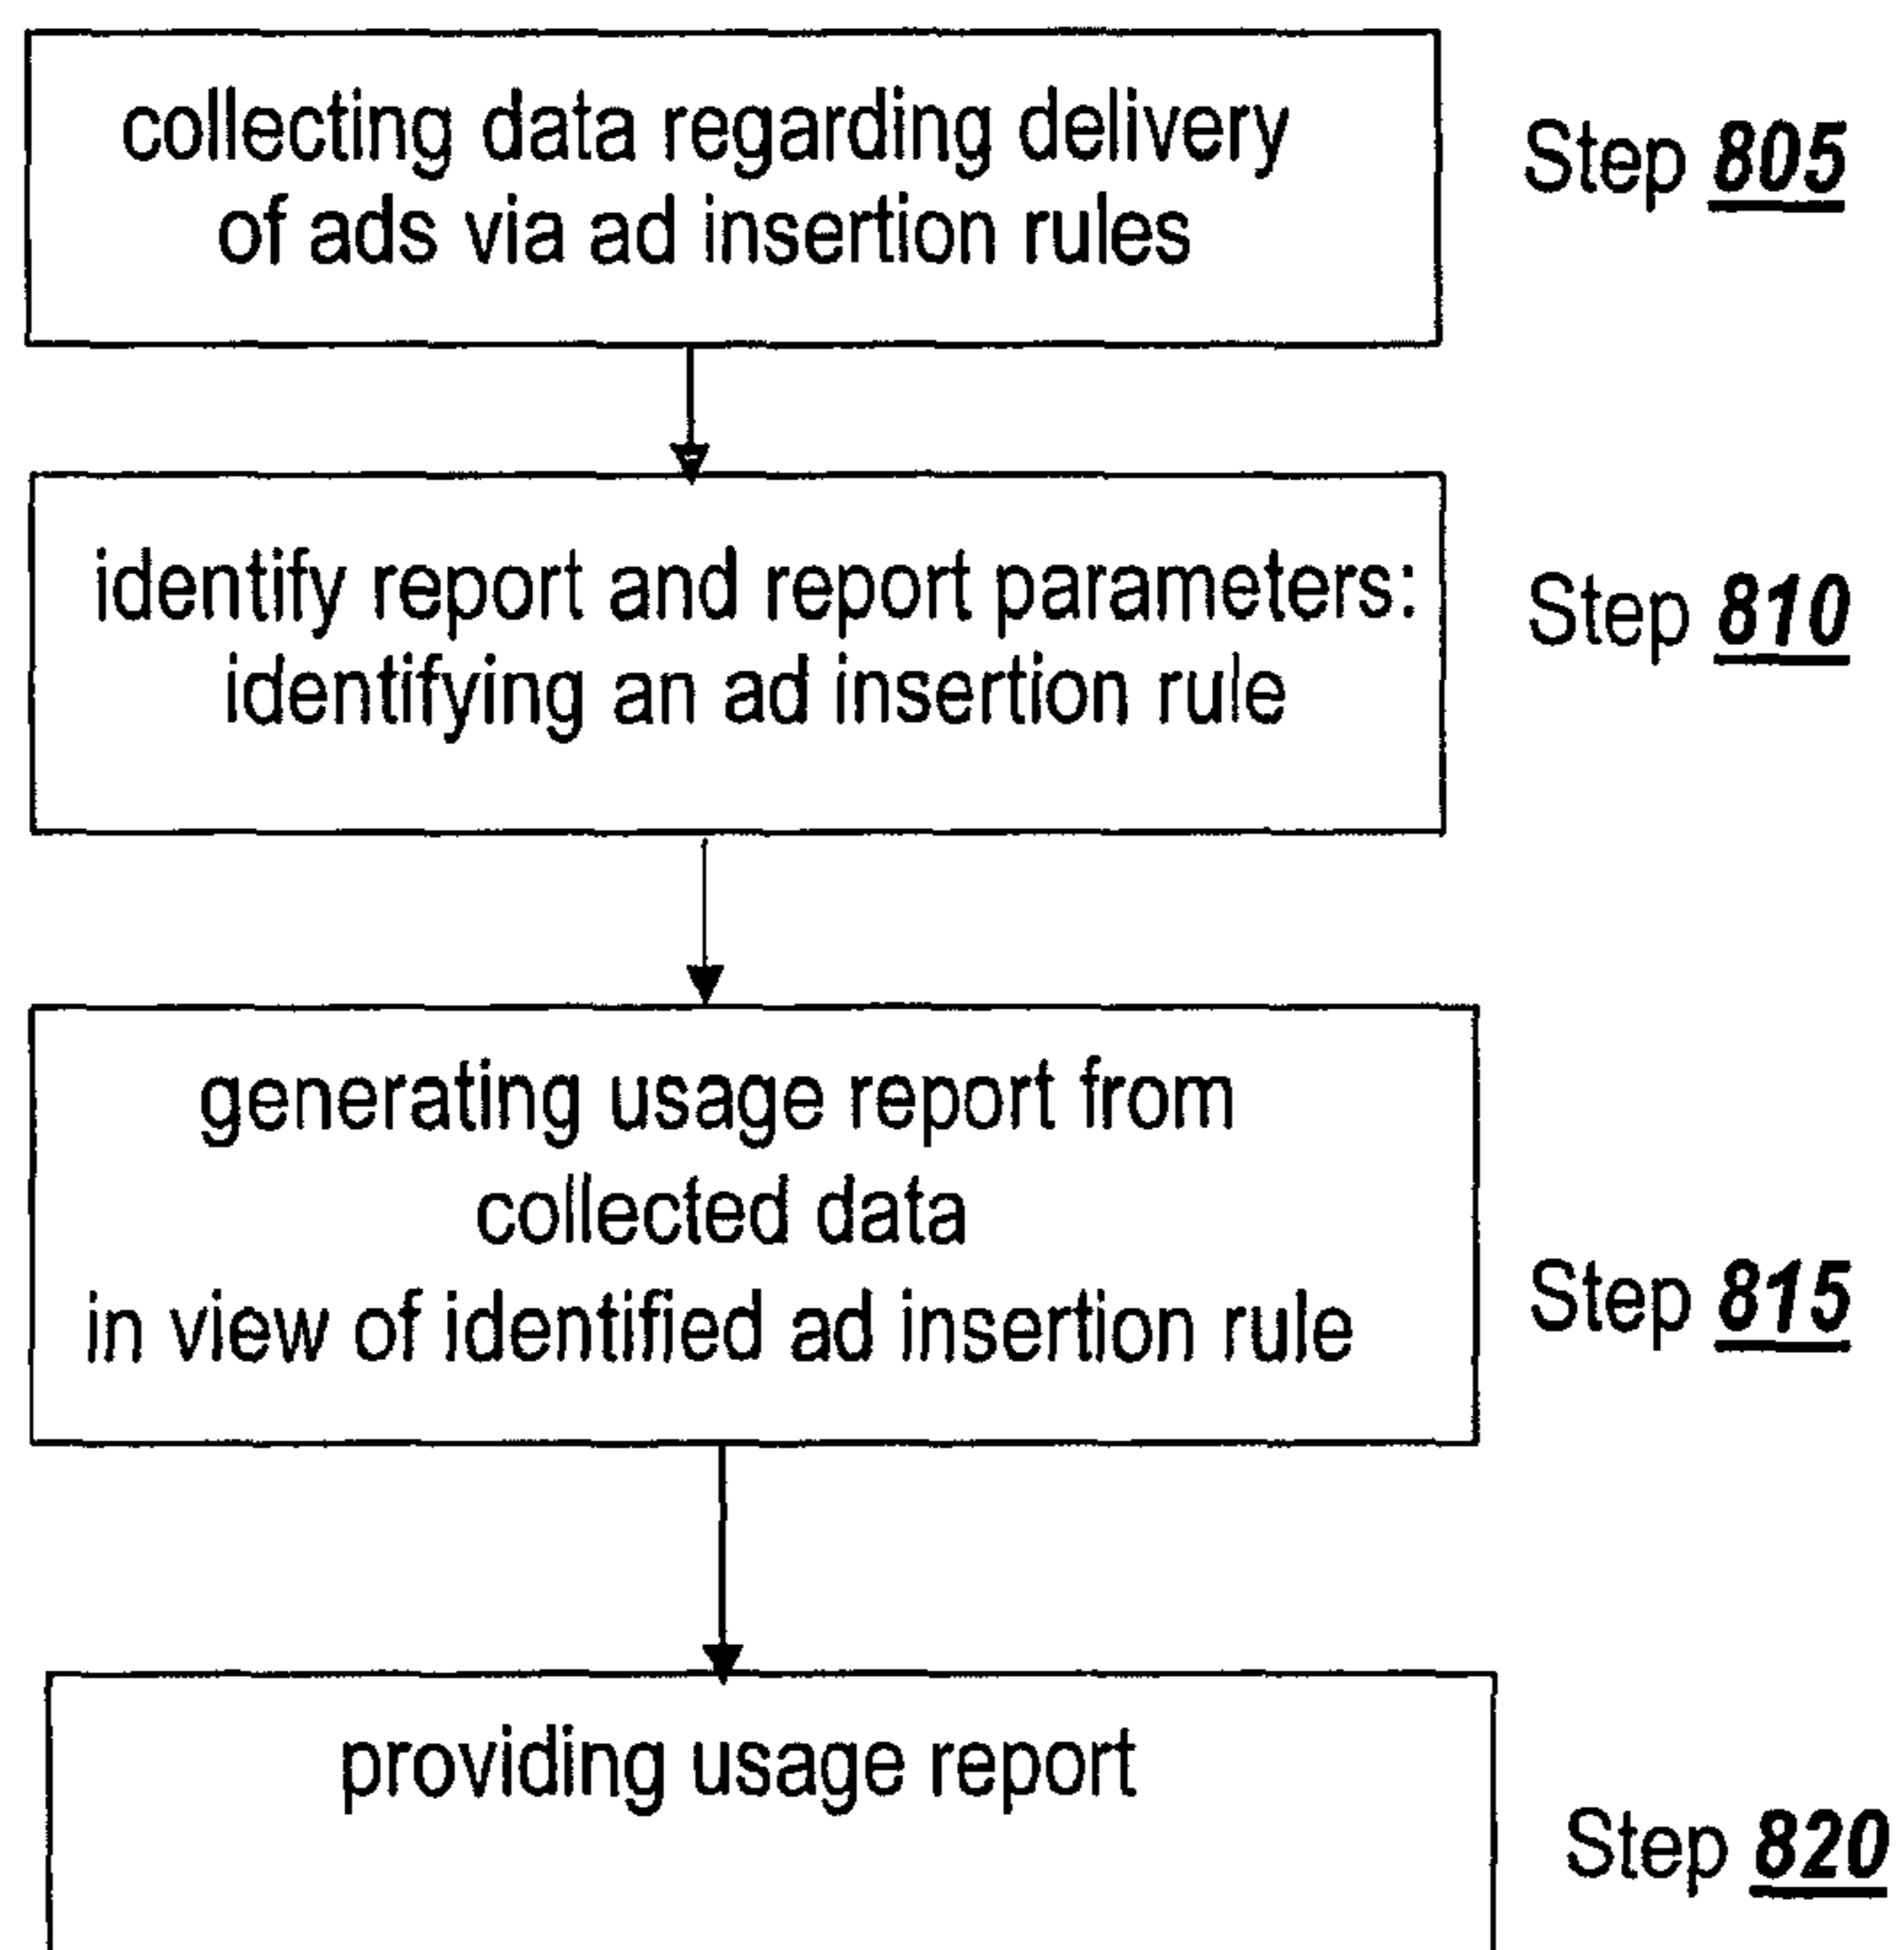 collecting data regarding delivery
of ads via ad insertion rules
Step 805
identify report and report parameters:
identifying an ad insertion rule
Step 810
generating usage report from
collected data
in view of identified ad insertion rule
Step 815
providing usage report
Step 820